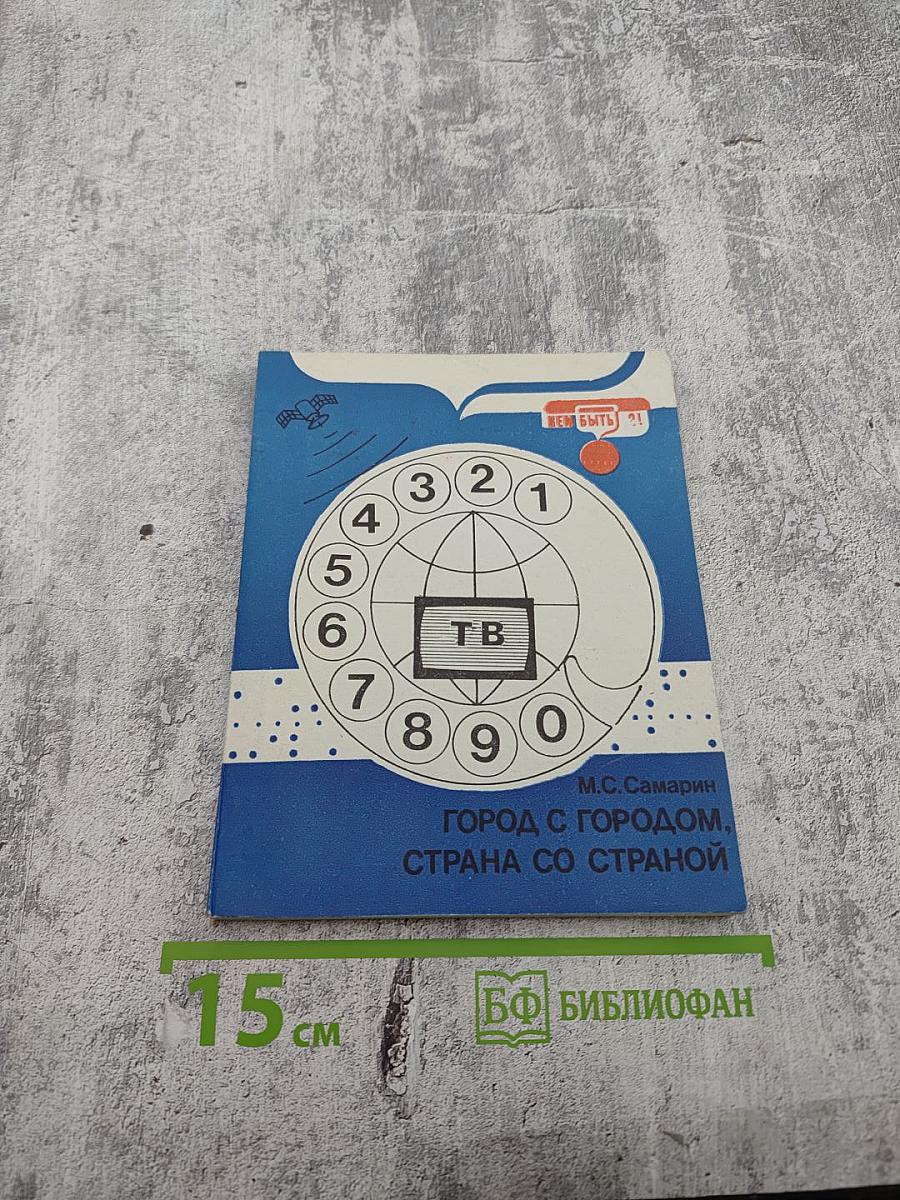 КЕМ БЫТЬ ?!
3 2 1
4
5
6
7
8 9 0
ТВ
М.С.Самарин
ГОРОД С ГОРОДОМ,
СТРАНА СО СТРАНОЙ
15 см
БФ БИБЛИОФАН